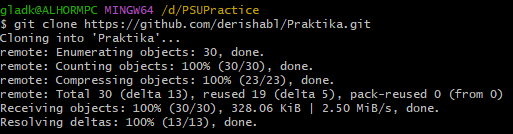 gladk@ALHORMPC MINGW64 /d/PSUPractice
$ git clone https://github.com/derishabl/Praktika.git
Cloning into 'Praktika'...
remote: Enumerating objects: 30, done.
remote: Counting objects: 100% (30/30), done.
remote: Compressing objects: 100% (23/23), done.
remote: Total 30 (delta 13), reused 19 (delta 5), pack-reused 0 (from 0)
Receiving objects: 100% (30/30), 328.06 KiB | 2.50 MiB/s, done.
Resolving deltas: 100% (13/13), done.